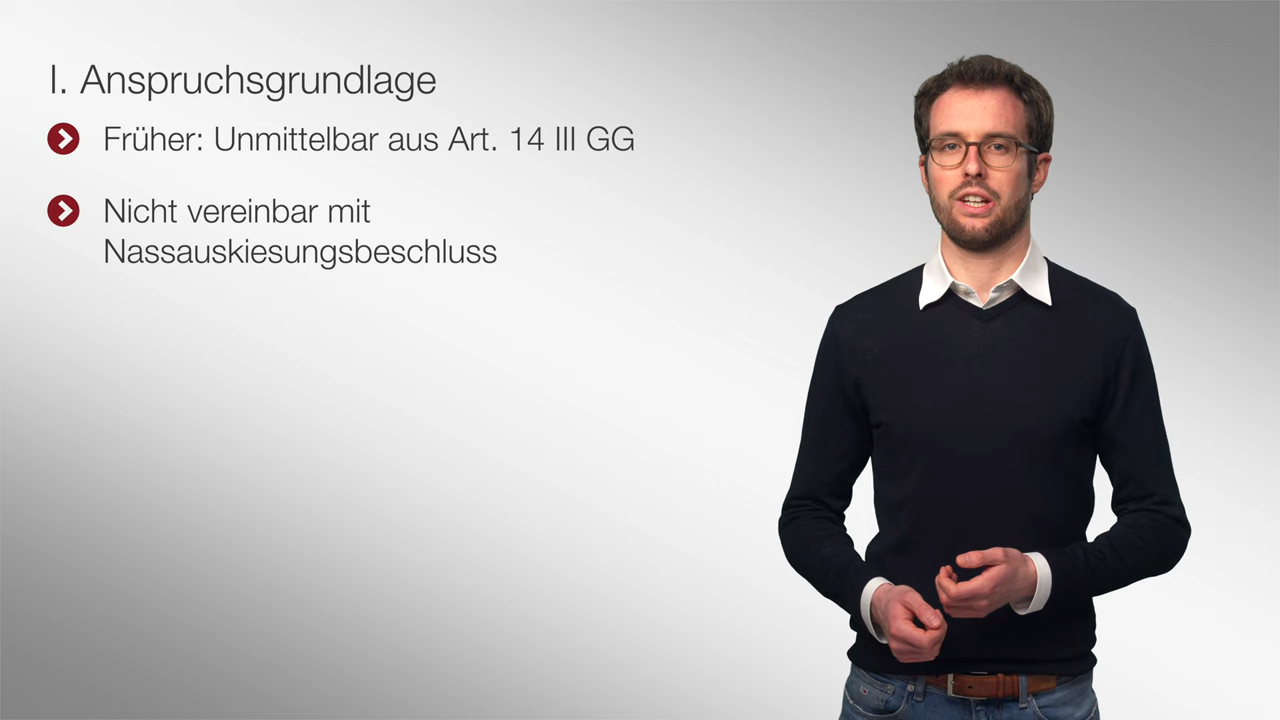 I. Anspruchsgrundlage
Früher: Unmittelbar aus Art. 14 III GG
Nicht vereinbar mit
Nassauskiesungsbeschluss